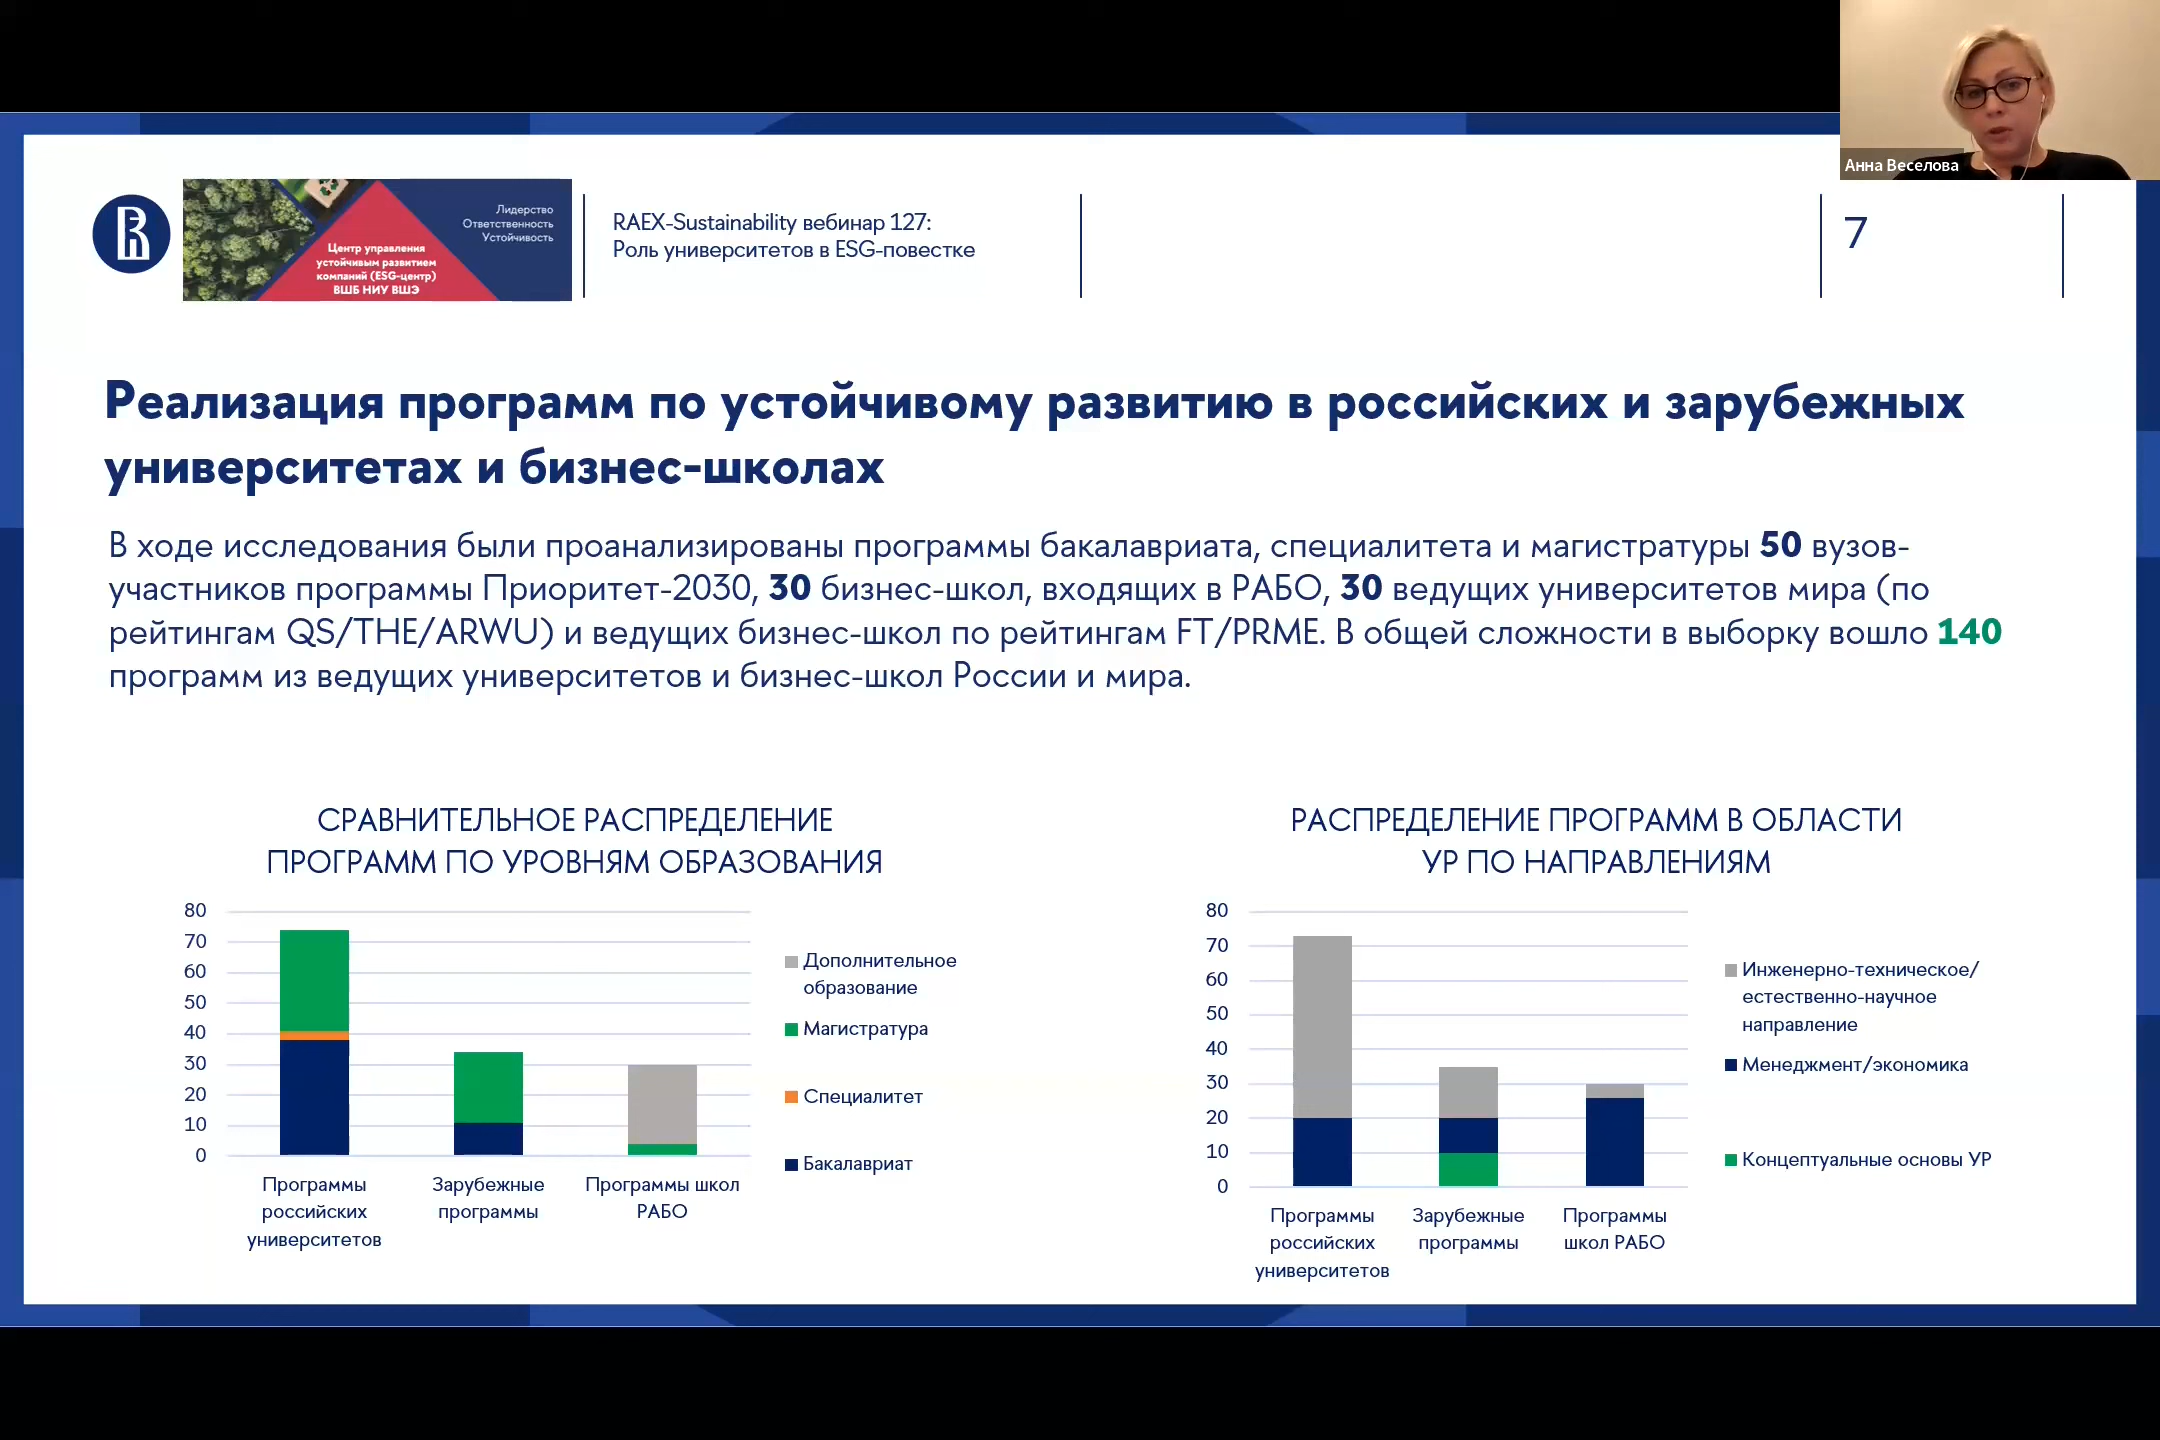 Анна Веселова
Лидерство
Ответственность
Устойчивость
Центр управления
устойчивым развитием
компаний (ESG-центр)
ВШБ НИУ ВШЭ
RAEX-Sustainability вебинар 127:
Роль университетов в ESG-повестке
7
Реализация программ по устойчивому развитию в российских и зарубежных
университетах и бизнес-школах
В ходе исследования были проанализированы программы бакалавриата, специалитета и магистратуры 50 вузов-
участников программы Приоритет-2030, 30 бизнес-школ, входящих в РАБО, 30 ведущих университетов мира (по
рейтингам QS/THE/ARWU) и ведущих бизнес-школ по рейтингам FT/PRME. В общей сложности в выборку вошло 140
программ из ведущих университетов и бизнес-школ России и мира.
СРАВНИТЕЛЬНОЕ РАСПРЕДЕЛЕНИЕ
ПРОГРАММ ПО УРОВНЯМ ОБРАЗОВАНИЯ
80
70
60
50
40
30
20
10
0
Программы
российских
университетов
Зарубежные
программы
Программы школ
РАБО
Дополнительное
образование
Магистратура
Специалитет
Бакалавриат
РАСПРЕДЕЛЕНИЕ ПРОГРАММ В ОБЛАСТИ
УР ПО НАПРАВЛЕНИЯМ
80
70
60
50
40
30
20
10
0
Программы
российских
университетов
Зарубежные
программы
Программы
школ РАБО
Инженерно-техническое/
естественно-научное
направление
Менеджмент/экономика
Концептуальные основы УР